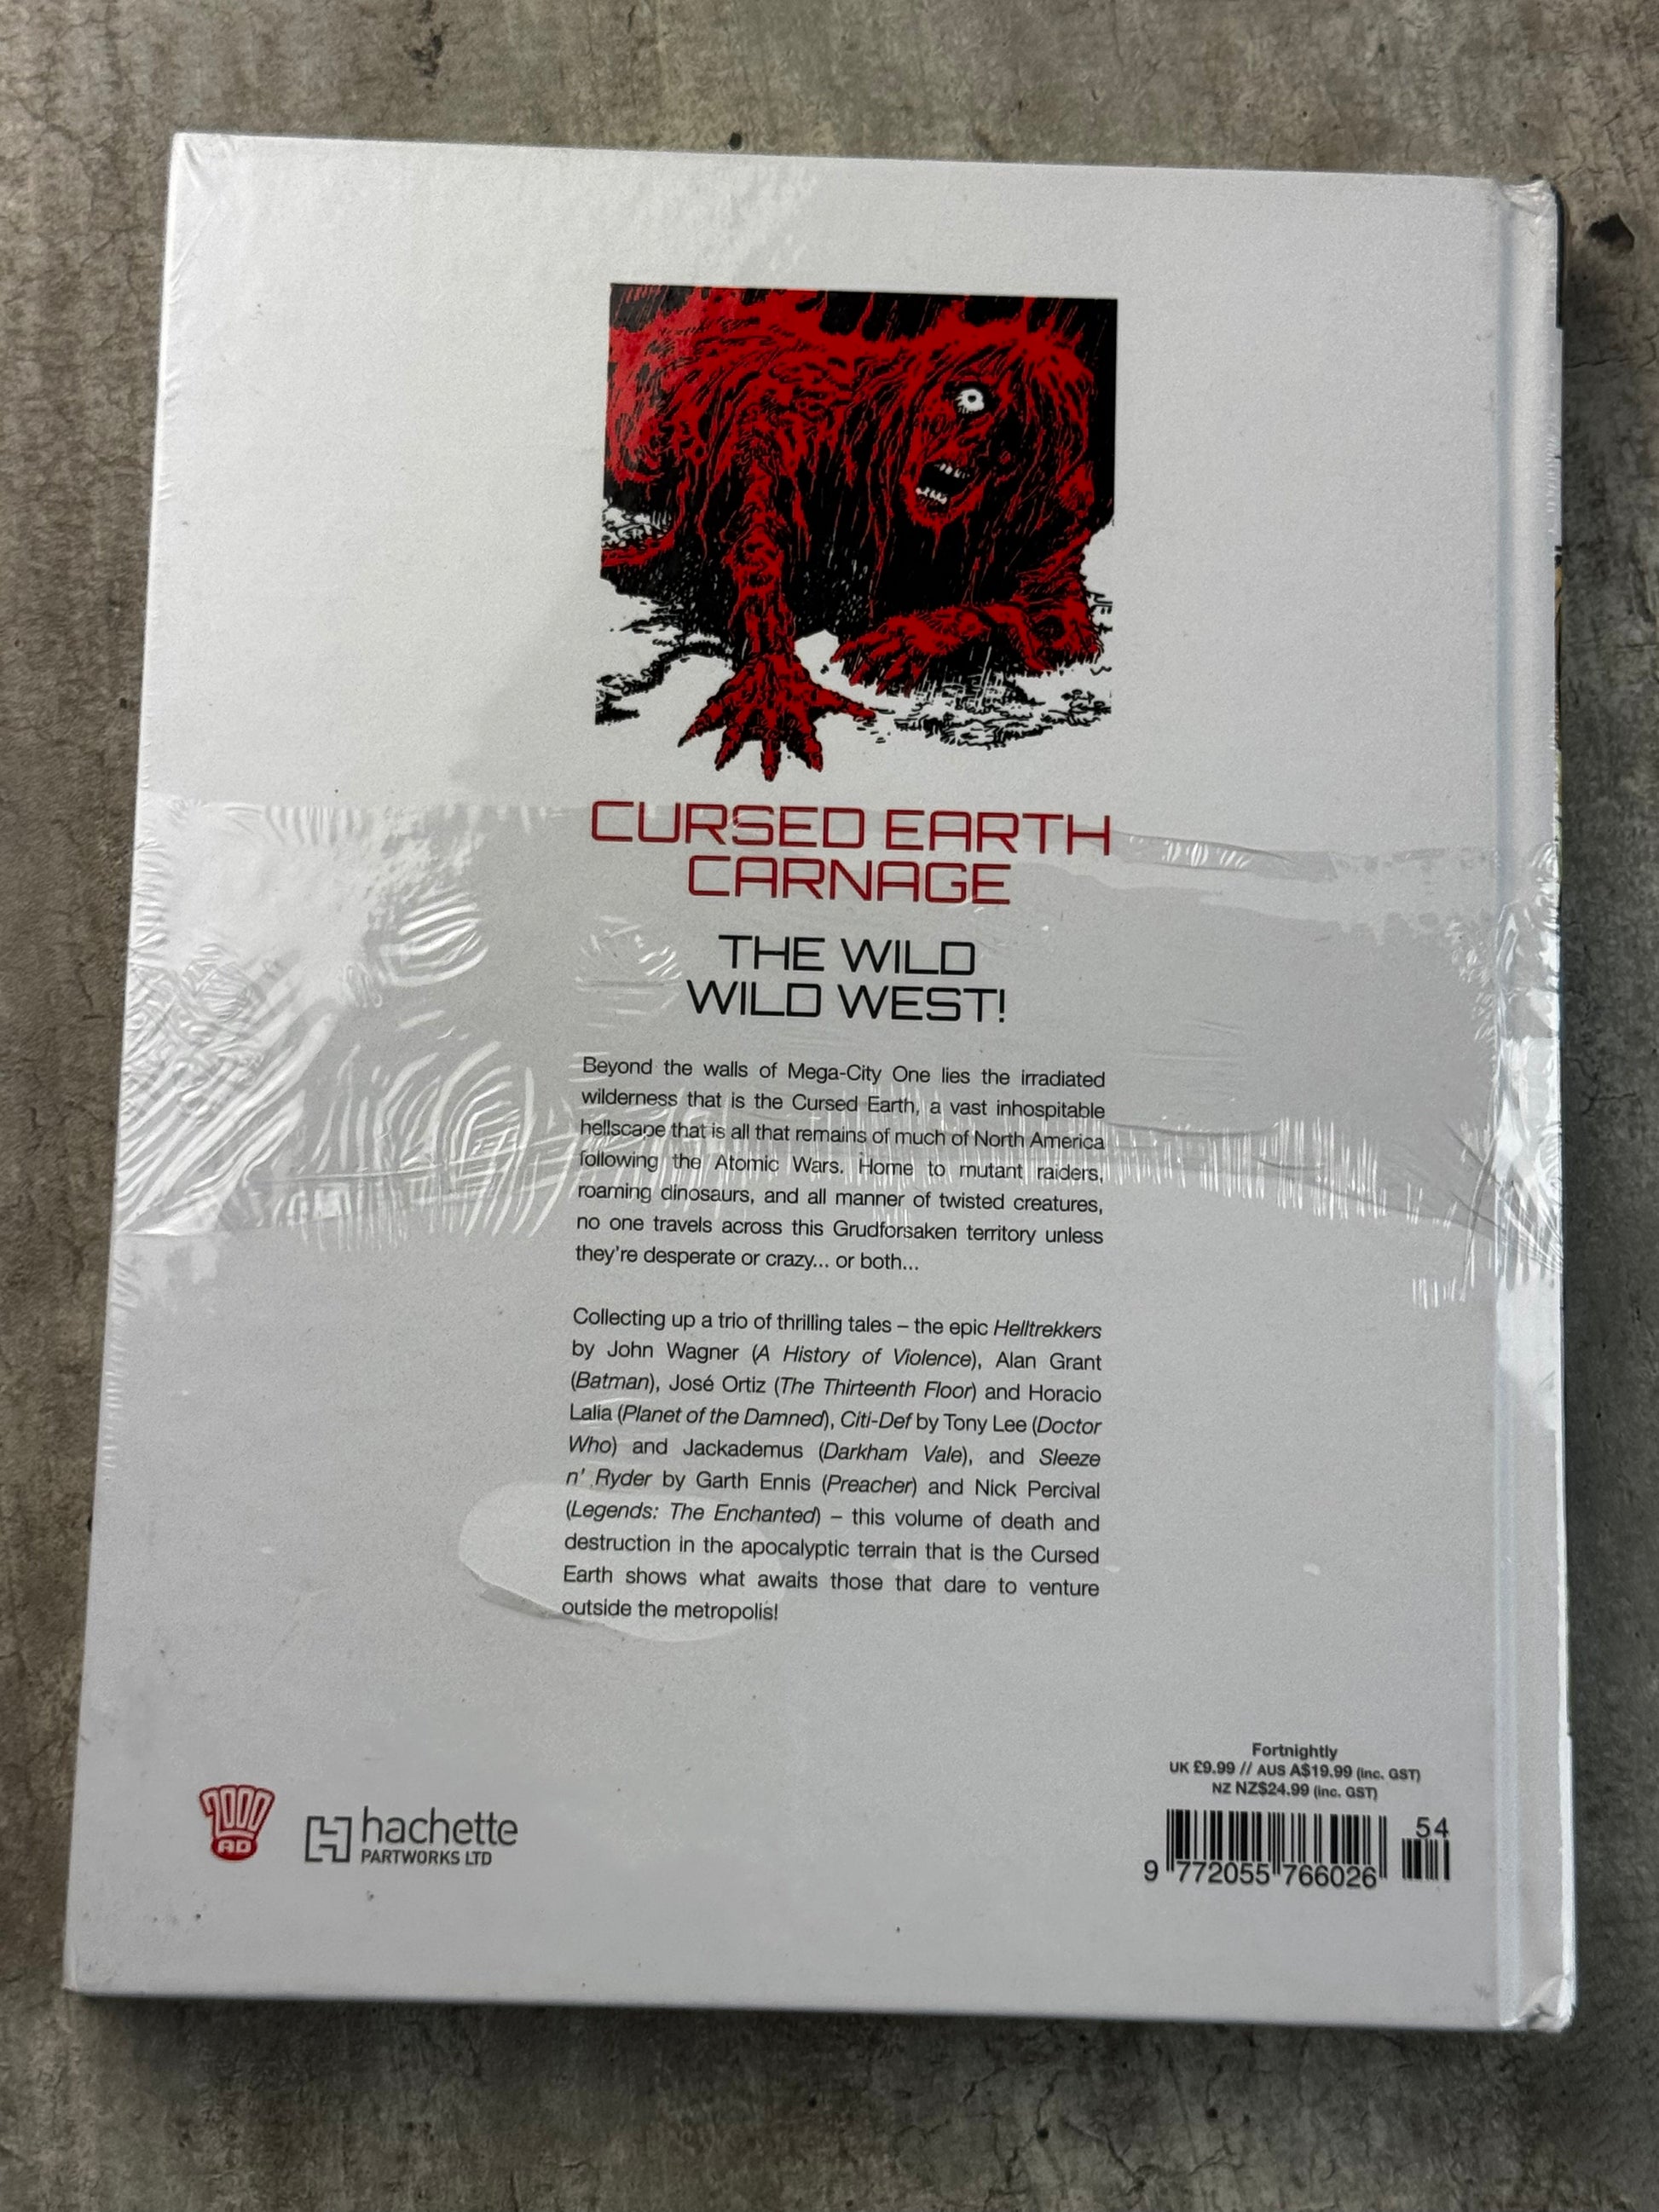 CURSED EARTH
CARNAGE
THE WILD
WILD WEST!
Beyond the walls of Mega-City One lies the irradiated
wilderness that is the Cursed Earth, a vast inhospitable
hellscape that is all that remains of much of North America
following the Atomic Wars. Home to mutant raiders,
roaming dinosaurs, and all manner of twisted creatures,
no one travels across this Grudforsaken territory unless
they're desperate or crazy... or both...
Collecting up a trio of thrilling tales – the epic Helltrekkers
by John Wagner (A History of Violence), Alan Grant
(Batman), José Ortiz (The Thirteenth Floor) and Horacio
Lalia (Planet of the Damned), Citi-Def by Tony Lee (Doctor
Who) and Jackademus (Darkham Vale), and Sleeze
n' Ryder by Garth Ennis (Preacher) and Nick Percival
(Legends: The Enchanted) – this volume of death and
destruction in the apocalyptic terrain that is the Cursed
Earth shows what awaits those that dare to venture
outside the metropolis!
2000
AD
hachette
PARTWORKS LTD
Fortnightly
UK £9.99 // AUS A$19.99 (inc. GST)
NZ NZ$24.99 (inc. GST)
54
9 772055 766026